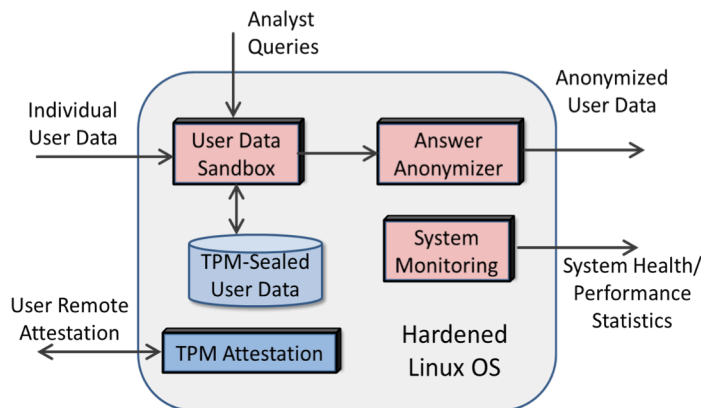 Analyst
Queries
Individual
User Data
User Data
Sandbox
Answer
Anonymizer
Anonymized
User Data
TPM-Sealed
User Data
System
Monitoring
System Health/
Performance
Statistics
User Remote
Attestation
TPM Attestation
Hardened
Linux OS